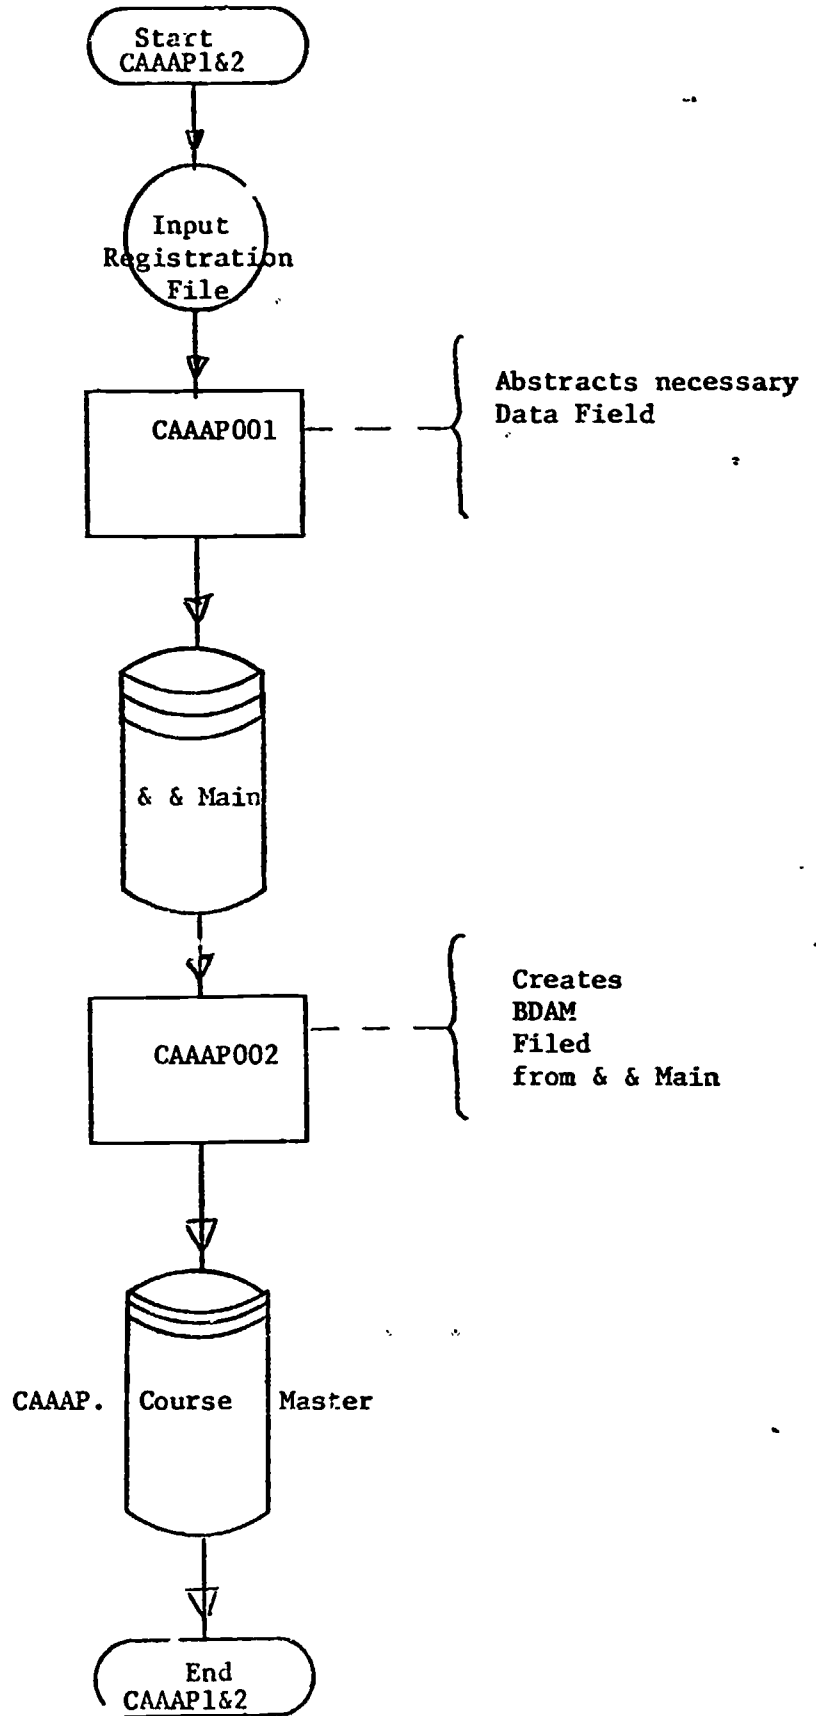 Start
CAAAP1&2
Input
Registration
File
CAAAP001
Abstracts necessary
Data Field
& & Main
CAAAP002
Creates
BDAM
Filed
from & & Main
CAAAP. Course Master
End
CAAAP1&2